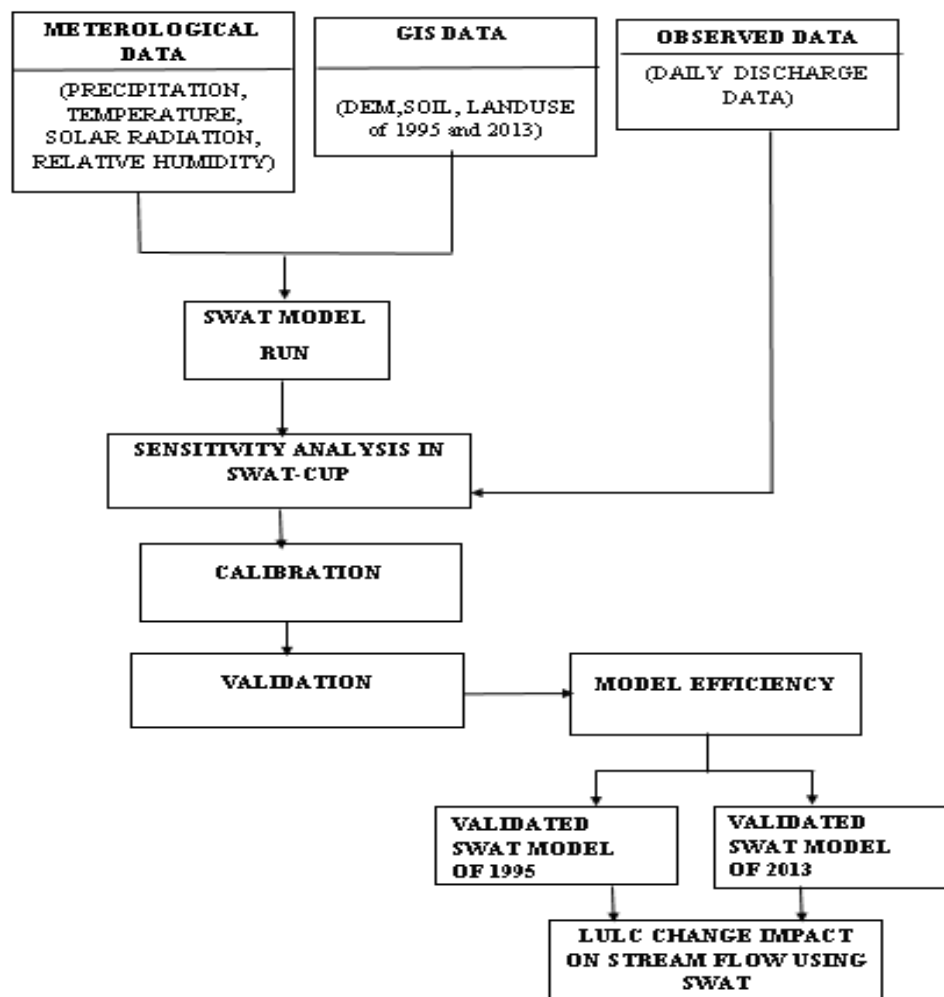 METEROLOGICAL
DATA
(PRECIPITATION,
TEMPERATURE,
SOLAR RADIATION,
RELATIVE HUMIDITY)
GIS DATA
(DEM,SOIL, LANDUSE
of 1995 and 2013)
OBSERVED DATA
(DAILY DISCHARGE
DATA)
SWAT MODEL
RUN
SENSITIVITY ANALYSIS IN
SWAT-CUP
CALIBRATION
VALIDATION
MODEL EFFICIENCY
VALIDATED
SWAT MODEL
OF 1995
VALIDATED
SWAT MODEL
OF 2013
LULC CHANGE IMPACT
ON STREAM FLOW USING
SWAT